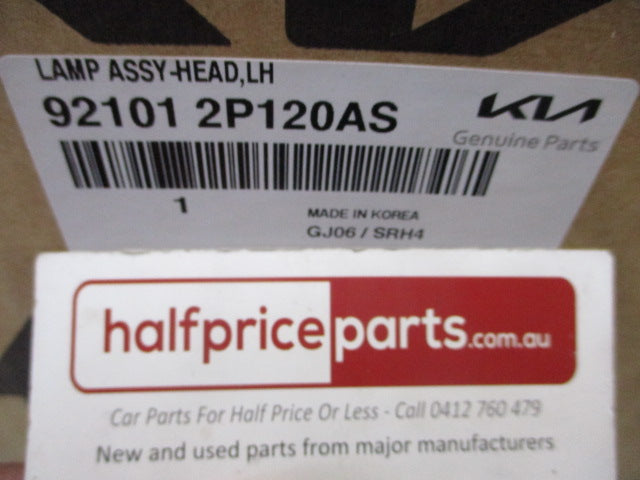 LAMP ASSY-HEAD,LH
92101 2P120AS
KIA
Genuine Parts
1
MADE IN KOREA
GJ06 / SRH4
halfpriceparts.com.au
Car Parts For Half Price Or Less - Call 0412 760 479
New and used parts from major manufacturers